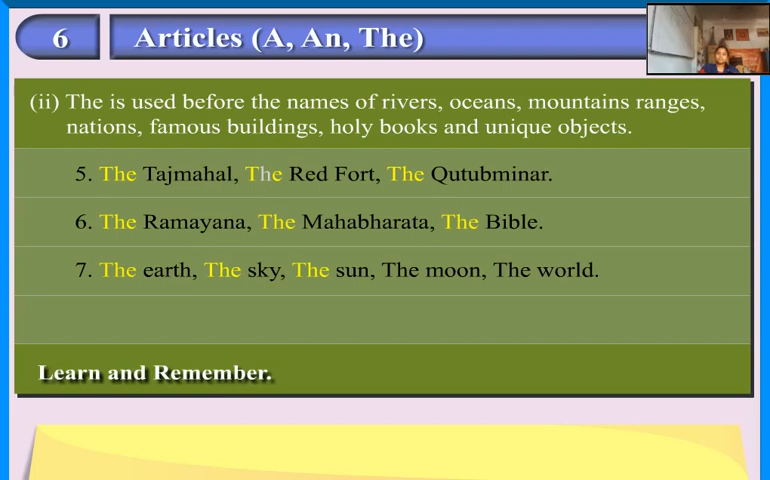 6 Articles (A, An, The)
(ii) The is used before the names of rivers, oceans, mountains ranges,
nations, famous buildings, holy books and unique objects.
5. The Tajmahal, The Red Fort, The Qutubminar.
6. The Ramayana, The Mahabharata, The Bible.
7. The earth, The sky, The sun, The moon, The world.
Learn and Remember.